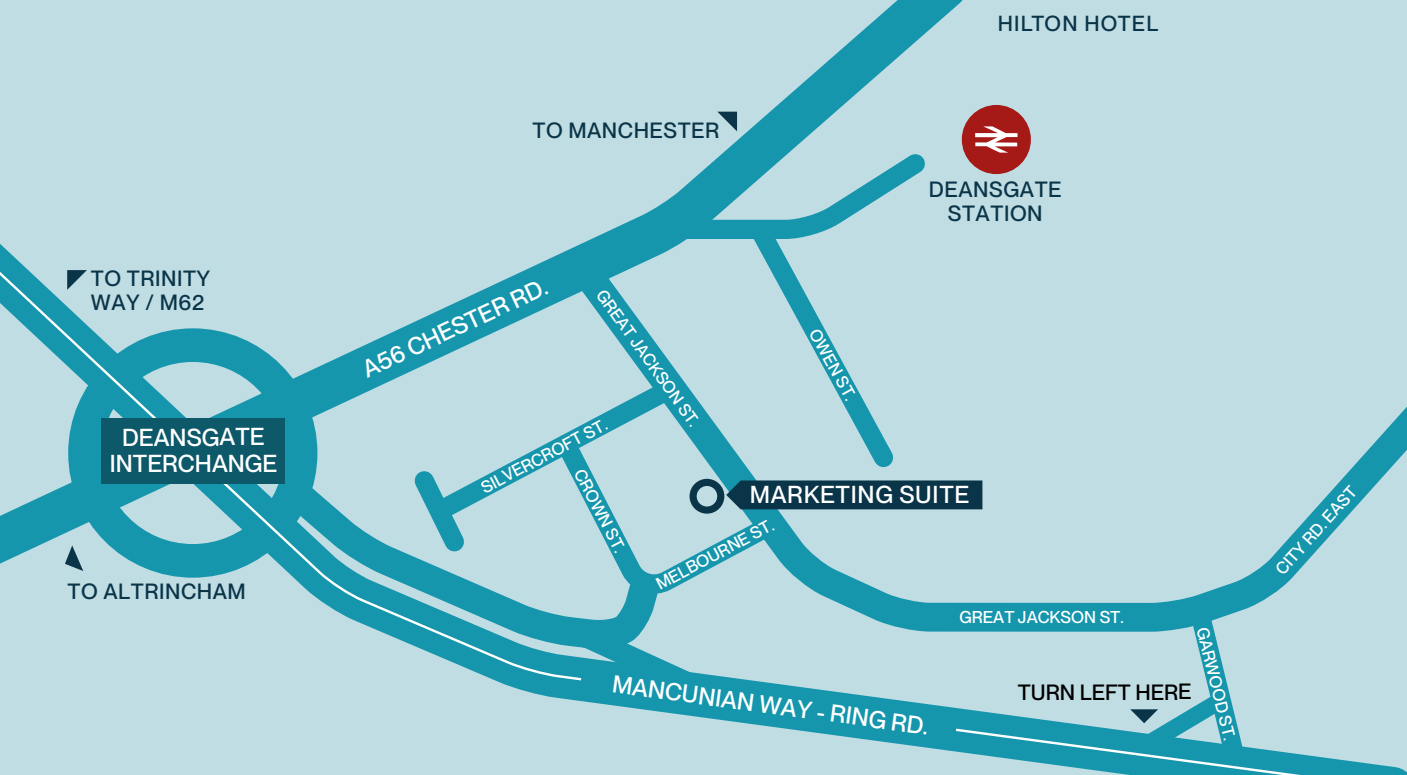 HILTON HOTEL
TO MANCHESTER
DEANSGATE
STATION
TO TRINITY
WAY / M62
A56 CHESTER RD.
GREAT JACKSON ST.
OWEN ST.
DEANSGATE
INTERCHANGE
SILVERCROFT ST.
CROWN ST.
MARKETING SUITE
MELBOURNE ST.
CITY RD. EAST
TO ALTRINCHAM
GREAT JACKSON ST.
GARWOOD ST.
TURN LEFT HERE
MANCUNIAN WAY - RING RD.